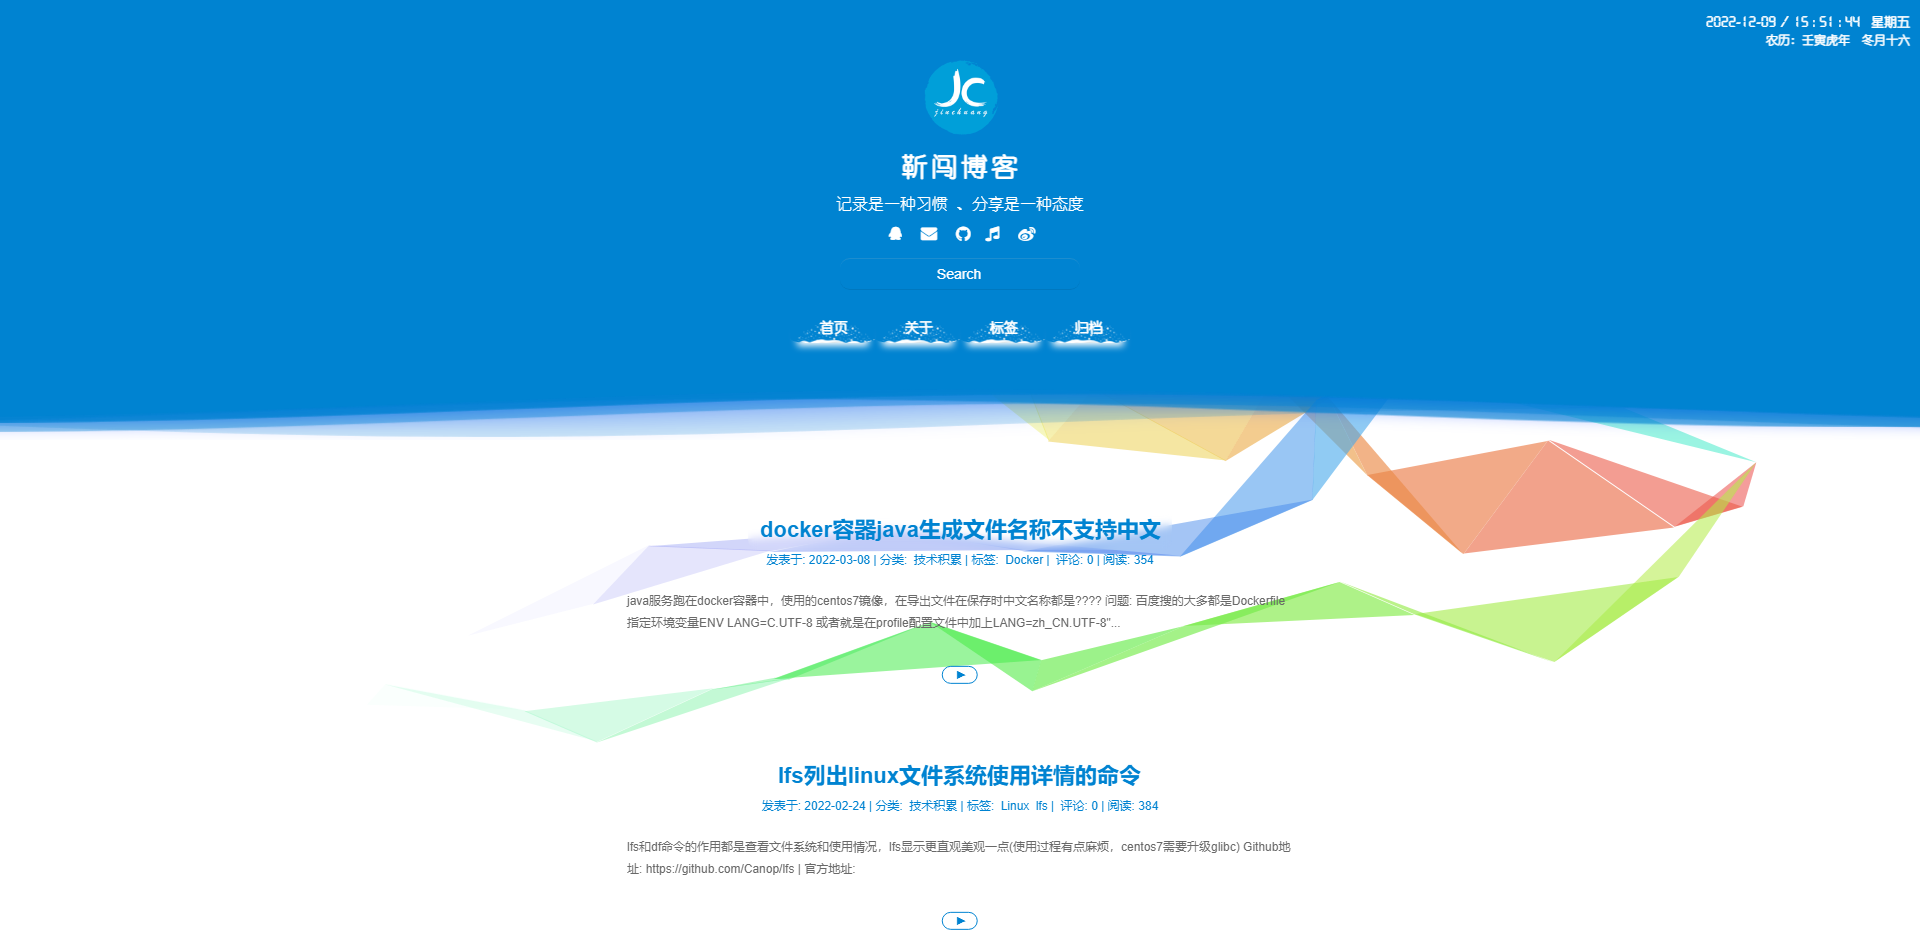 2022-12-09 / 15 : 51 : 44 星期五
农历：壬寅虎年 冬月十六
JC
jinchuang
靳闯博客
记录是一种习惯 、分享是一种态度
Search
首页 关于 标签 归档
docker容器java生成文件名称不支持中文
发表于: 2022-03-08 | 分类: 技术积累 | 标签: Docker | 评论: 0 | 阅读: 354
java服务跑在docker容器中，使用的centos7镜像，在导出文件在保存时中文名称都是???? 问题: 百度搜的大多都是Dockerfile
指定环境变量ENV LANG=C.UTF-8 或者就是在profile配置文件中加上LANG=zh_CN.UTF-8"...
lfs列出linux文件系统使用详情的命令
发表于: 2022-02-24 | 分类: 技术积累 | 标签: Linux lfs | 评论: 0 | 阅读: 384
lfs和df命令的作用都是查看文件系统和使用情况，lfs显示更直观美观一点(使用过程有点麻烦，centos7需要升级glibc) Github地
址: https://github.com/Canop/lfs | 官方地址: